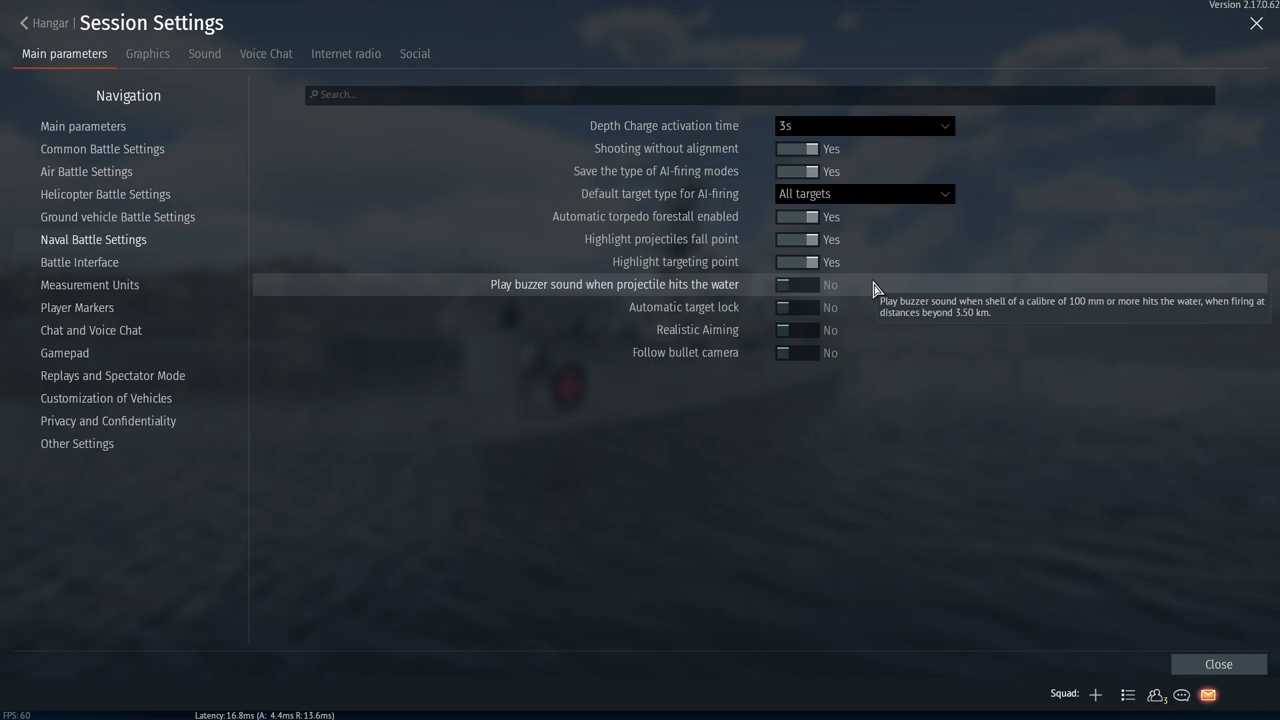 Version 2.17.0.62
Hangar | Session Settings
Main parameters Graphics Sound Voice Chat Internet radio Social
Navigation
Search...
Main parameters
Common Battle Settings
Air Battle Settings
Helicopter Battle Settings
Ground vehicle Battle Settings
Naval Battle Settings
Battle Interface
Measurement Units
Player Markers
Chat and Voice Chat
Gamepad
Replays and Spectator Mode
Customization of Vehicles
Privacy and Confidentiality
Other Settings
Depth Charge activation time 3s
Shooting without alignment Yes
Save the type of AI-firing modes Yes
Default target type for AI-firing All targets
Automatic torpedo forestall enabled Yes
Highlight projectiles fall point Yes
Highlight targeting point Yes
Play buzzer sound when projectile hits the water No
Play buzzer sound when shell of a calibre of 100 mm or more hits the water, when firing at
distances beyond 3.50 km.
Automatic target lock No
Realistic Aiming No
Follow bullet camera No
Close
Squad: 3
FPS: 60 Latency:16.8ms (A: 4.4ms R:13.6ms)